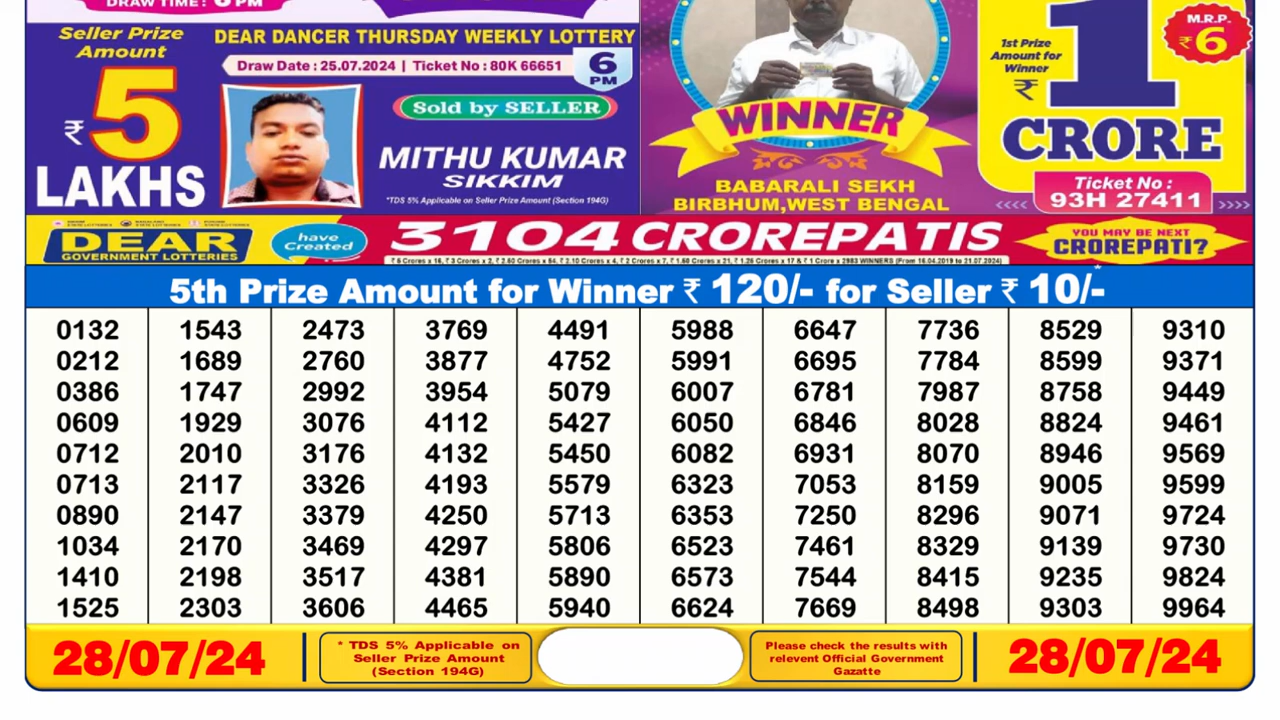 DRAW TIME: 6 PM
Seller Prize
Amount
₹5
LAKHS
DEAR DANCER THURSDAY WEEKLY LOTTERY
Draw Date : 25.07.2024 | Ticket No : 80K 66651
6
PM
Sold by SELLER
MITHU KUMAR
SIKKIM
*TDS 5% Applicable on Seller Prize Amount (Section 194G)
WINNER
BABARALI SEKH
BIRBHUM,WEST BENGAL
1st Prize
Amount for
Winner
₹ 1
CRORE
M.R.P.
₹6
Ticket No :
<<<< 93H 27411 >>>>
DEAR
GOVERNMENT LOTTERIES
have
Created
3104 CROREPATIS
YOU MAY BE NEXT
CROREPATI?
5th Prize Amount for Winner ₹ 120/- for Seller ₹ 10/-*
0132 1543 2473 3769 4491 5988 6647 7736 8529 9310
0212 1689 2760 3877 4752 5991 6695 7784 8599 9371
0386 1747 2992 3954 5079 6007 6781 7987 8758 9449
0609 1929 3076 4112 5427 6050 6846 8028 8824 9461
0712 2010 3176 4132 5450 6082 6931 8070 8946 9569
0713 2117 3326 4193 5579 6323 7053 8159 9005 9599
0890 2147 3379 4250 5713 6353 7250 8296 9071 9724
1034 2170 3469 4297 5806 6523 7461 8329 9139 9730
1410 2198 3517 4381 5890 6573 7544 8415 9235 9824
1525 2303 3606 4465 5940 6624 7669 8498 9303 9964
28/07/24
* TDS 5% Applicable on
Seller Prize Amount
(Section 194G)
Please check the results with
relevent Official Government
Gazatte
28/07/24